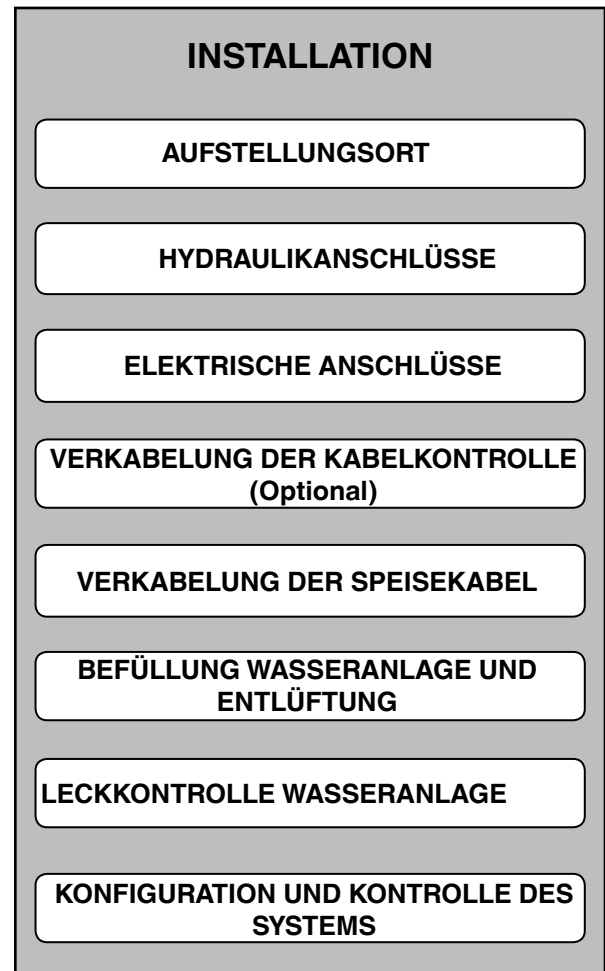 INSTALLATION
AUFSTELLUNGSORT
HYDRAULIKANSCHLÜSSE
ELEKTRISCHE ANSCHLÜSSE
VERKABELUNG DER KABELKONTROLLE
(Optional)
VERKABELUNG DER SPEISEKABEL
BEFÜLLUNG WASSERANLAGE UND
ENTLÜFTUNG
LECKKONTROLLE WASSERANLAGE
KONFIGURATION UND KONTROLLE DES
SYSTEMS